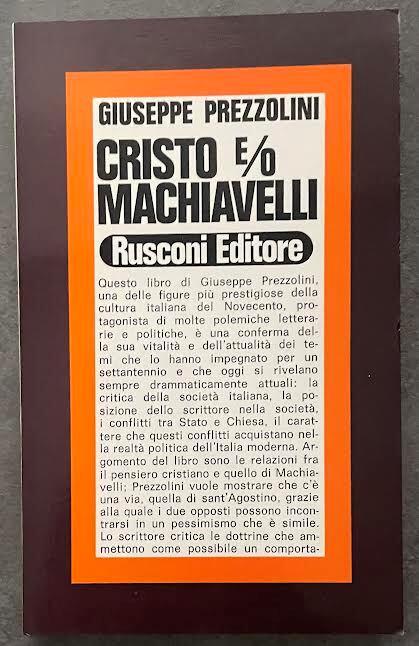 GIUSEPPE PREZZOLINI
CRISTO E/O
MACHIAVELLI
Rusconi Editore
Questo libro di Giuseppe Prezzolini,
una delle figure più prestigiose della
cultura italiana del Novecento, pro-
tagonista di molte polemiche lettera-
rie e politiche, è una conferma del-
la sua vitalità e dell'attualità dei te-
mi che lo hanno impegnato per un
settantennio e che oggi si rivelano
sempre drammaticamente attuali: la
critica della società italiana, la po-
sizione dello scrittore nella società,
i conflitti tra Stato e Chiesa, il carat-
tere che questi conflitti acquistano nel-
la realtà politica dell'Italia moderna. Ar-
gomento del libro sono le relazioni fra
il pensiero cristiano e quello di Machia-
velli; Prezzolini vuole mostrare che c'è
una via, quella di sant'Agostino, grazie
alla quale i due opposti possono incon-
trarsi in un pessimismo che è simile.
Lo scrittore critica le dottrine che am-
mettono come possibile un comporta-